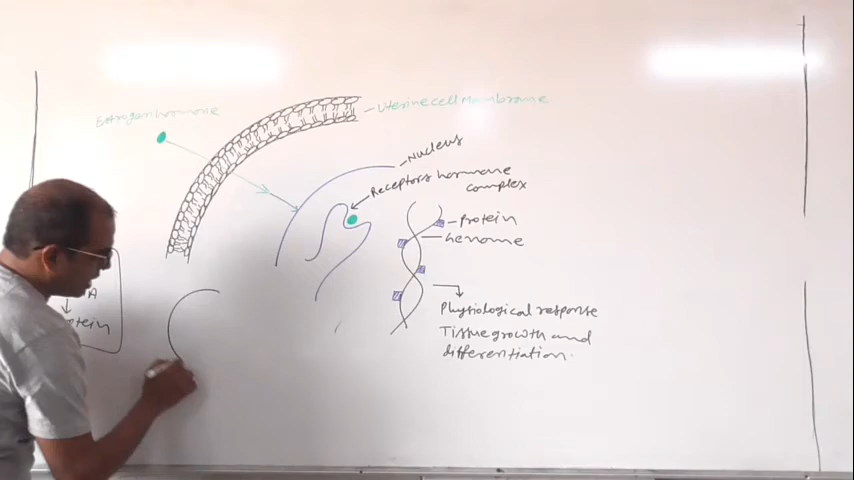 Estrogen hormone
Uterine cell Membrane
Nucleus
Receptors hormone
complex
Protein
Genome
Physiological response
Tissue growth and
differentiation.